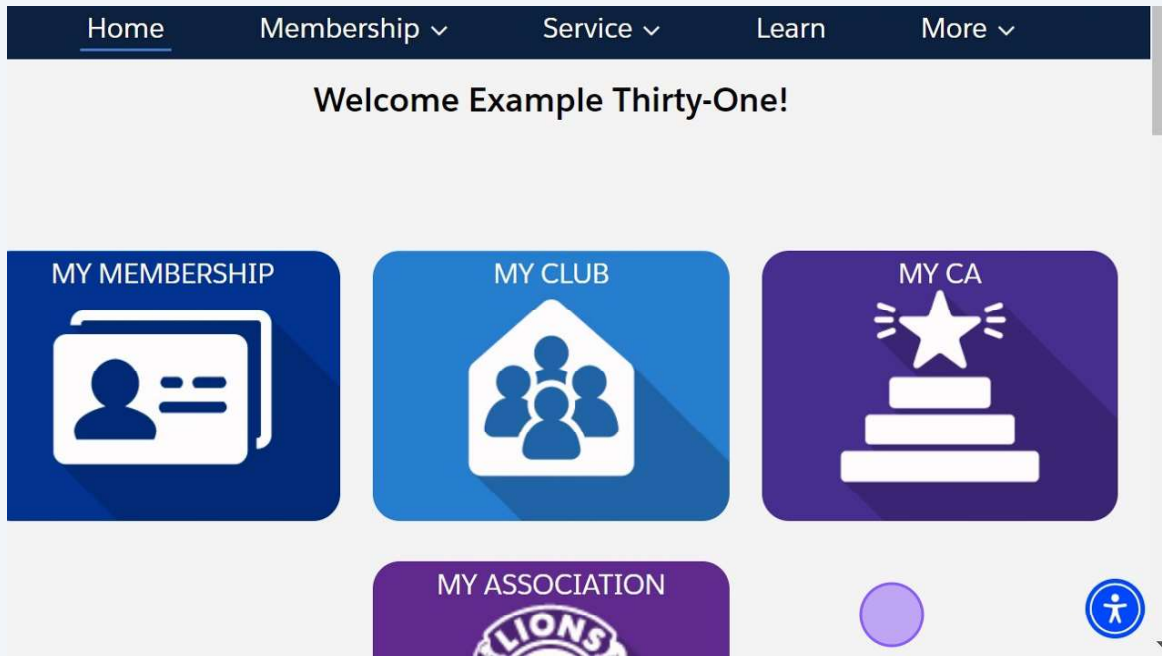 Home Membership Service Learn More
Welcome Example Thirty-One!
MY MEMBERSHIP MY CLUB MY CA
MY ASSOCIATION
LIONS